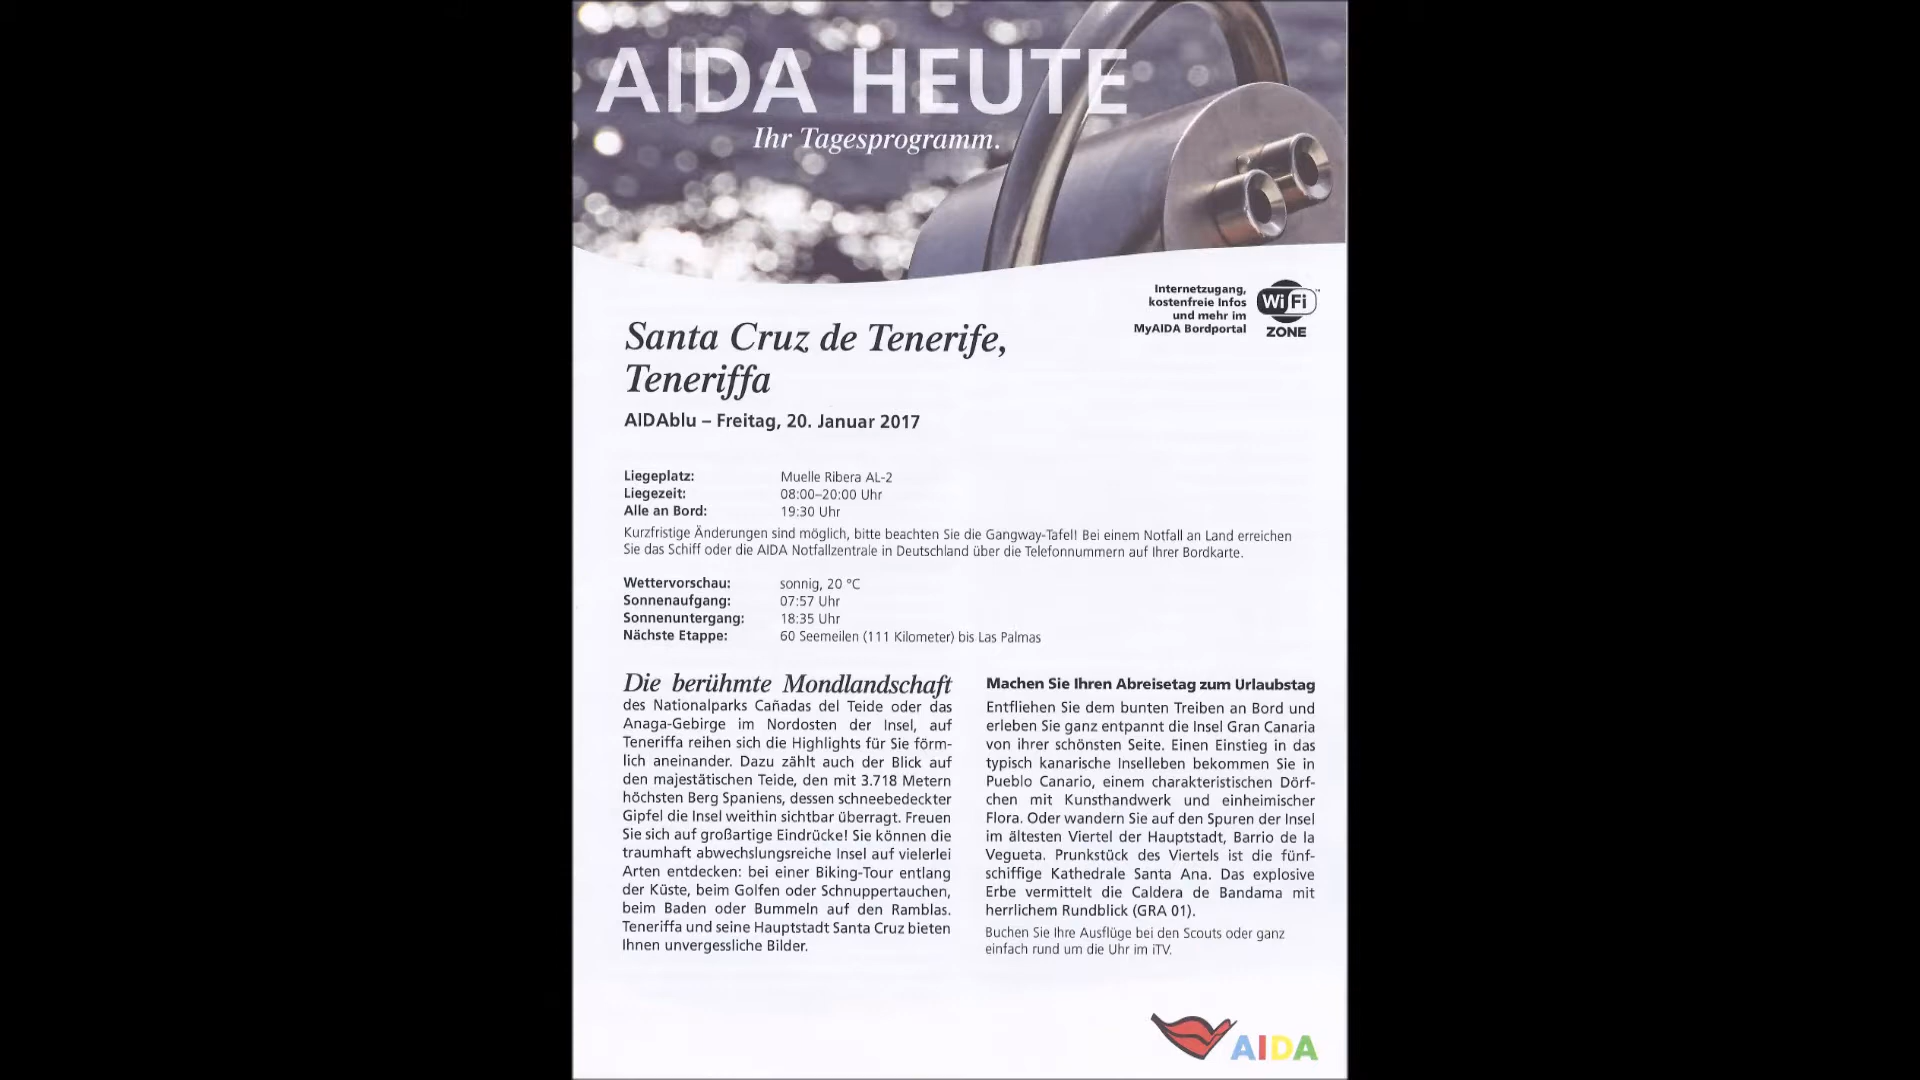 AIDA HEUTE
Ihr Tagesprogramm.
Internetzugang,
kostenfreie Infos
und mehr im
MyAIDA Bordportal
Wi Fi
ZONE
Santa Cruz de Tenerife,
Teneriffa
AIDAblu – Freitag, 20. Januar 2017
Liegeplatz: Muelle Ribera AL-2
Liegezeit: 08:00–20:00 Uhr
Alle an Bord: 19:30 Uhr
Kurzfristige Änderungen sind möglich, bitte beachten Sie die Gangway-Tafel! Bei einem Notfall an Land erreichen
Sie das Schiff oder die AIDA Notfallzentrale in Deutschland über die Telefonnummern auf Ihrer Bordkarte.
Wettervorschau: sonnig, 20 °C
Sonnenaufgang: 07:57 Uhr
Sonnenuntergang: 18:35 Uhr
Nächste Etappe: 60 Seemeilen (111 Kilometer) bis Las Palmas
Die berühmte Mondlandschaft
des Nationalparks Cañadas del Teide oder das
Anaga-Gebirge im Nordosten der Insel, auf
Teneriffa reihen sich die Highlights für Sie förm-
lich aneinander. Dazu zählt auch der Blick auf
den majestätischen Teide, den mit 3.718 Metern
höchsten Berg Spaniens, dessen schneebedeckter
Gipfel die Insel weithin sichtbar überragt. Freuen
Sie sich auf großartige Eindrücke! Sie können die
traumhaft abwechslungsreiche Insel auf vielerlei
Arten entdecken: bei einer Biking-Tour entlang
der Küste, beim Golfen oder Schnuppertauchen,
beim Baden oder Bummeln auf den Ramblas.
Teneriffa und seine Hauptstadt Santa Cruz bieten
Ihnen unvergessliche Bilder.
Machen Sie Ihren Abreisetag zum Urlaubstag
Entfliehen Sie dem bunten Treiben an Bord und
erleben Sie ganz entpannt die Insel Gran Canaria
von ihrer schönsten Seite. Einen Einstieg in das
typisch kanarische Inselleben bekommen Sie in
Pueblo Canario, einem charakteristischen Dörf-
chen mit Kunsthandwerk und einheimischer
Flora. Oder wandern Sie auf den Spuren der Insel
im ältesten Viertel der Hauptstadt, Barrio de la
Vegueta. Prunkstück des Viertels ist die fünf-
schiffige Kathedrale Santa Ana. Das explosive
Erbe vermittelt die Caldera de Bandama mit
herrlichem Rundblick (GRA 01).
Buchen Sie Ihre Ausflüge bei den Scouts oder ganz
einfach rund um die Uhr im iTV.
AIDA